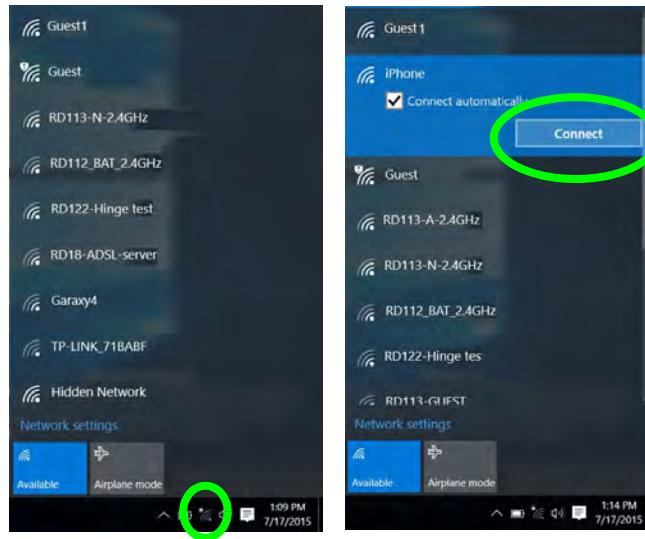 Guest1
Guest
RD113-N-2.4GHz
RD112_BAT_2.4GHz
RD122-Hinge test
RD18-ADSL-server
Garaxy4
TP-LINK_71BABF
Hidden Network
Network settings
Available
Airplane mode
1:09 PM
7/17/2015
Guest1
iPhone
Connect automatically
Connect
Guest
RD113-A-2.4GHz
RD113-N-2.4GHz
RD112_BAT_2.4GHz
RD122-Hinge tes
RD113-GUEST
Network settings
Available
Airplane mode
1:14 PM
7/17/2015